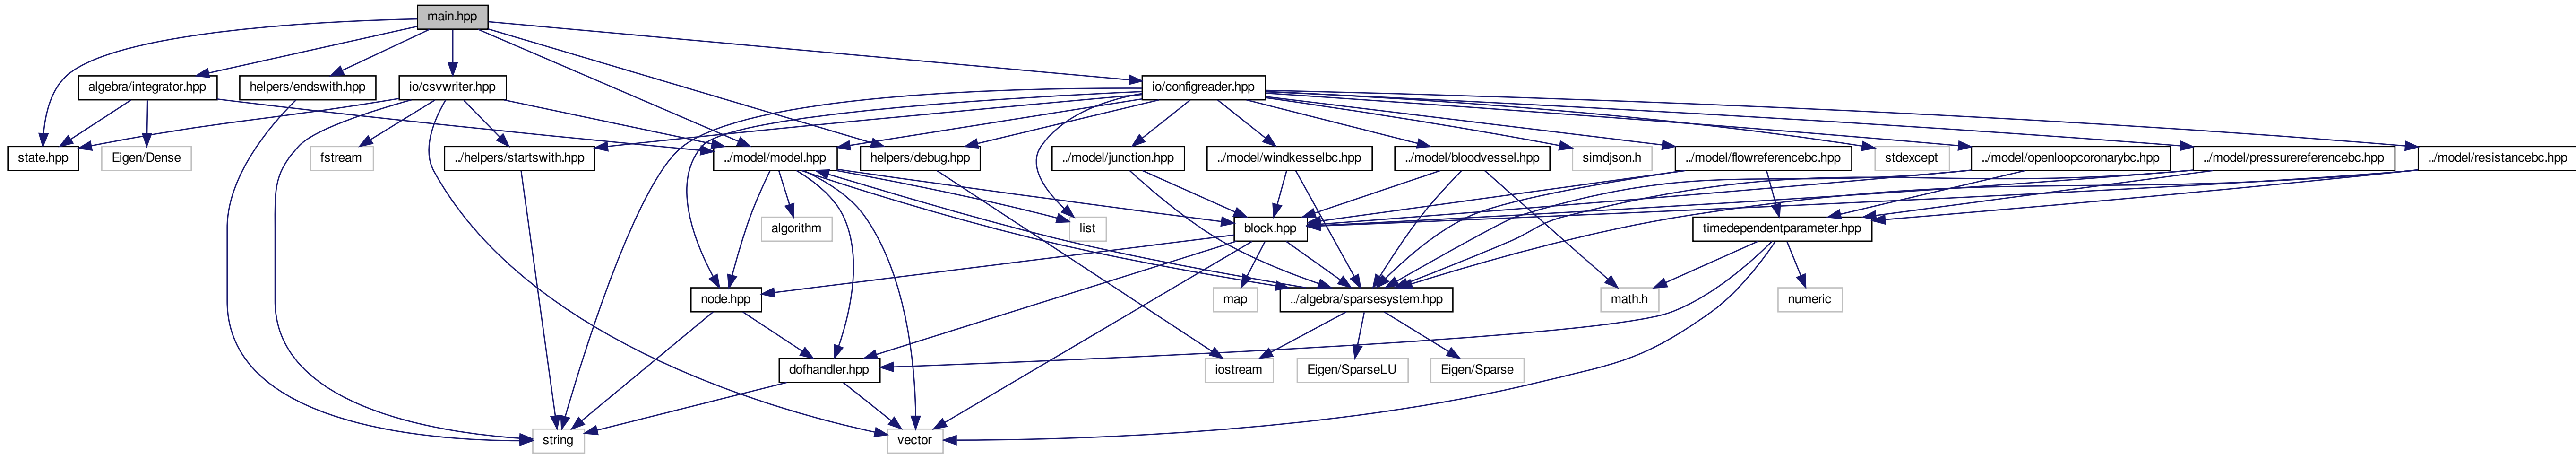 main.hpp
algebra/integrator.hpp
helpers/endswith.hpp
io/csvwriter.hpp
io/configreader.hpp
state.hpp
Eigen/Dense
fstream
../helpers/startswith.hpp
../model/model.hpp
helpers/debug.hpp
../model/junction.hpp
../model/windkesselbc.hpp
../model/bloodvessel.hpp
simdjson.h
../model/flowreferencebc.hpp
stdexcept
../model/openloopcoronarybc.hpp
../model/pressurereferencebc.hpp
../model/resistancebc.hpp
algorithm
list
block.hpp
timedependentparameter.hpp
node.hpp
map
../algebra/sparsesystem.hpp
math.h
numeric
dofhandler.hpp
iostream
Eigen/SparseLU
Eigen/Sparse
string
vector